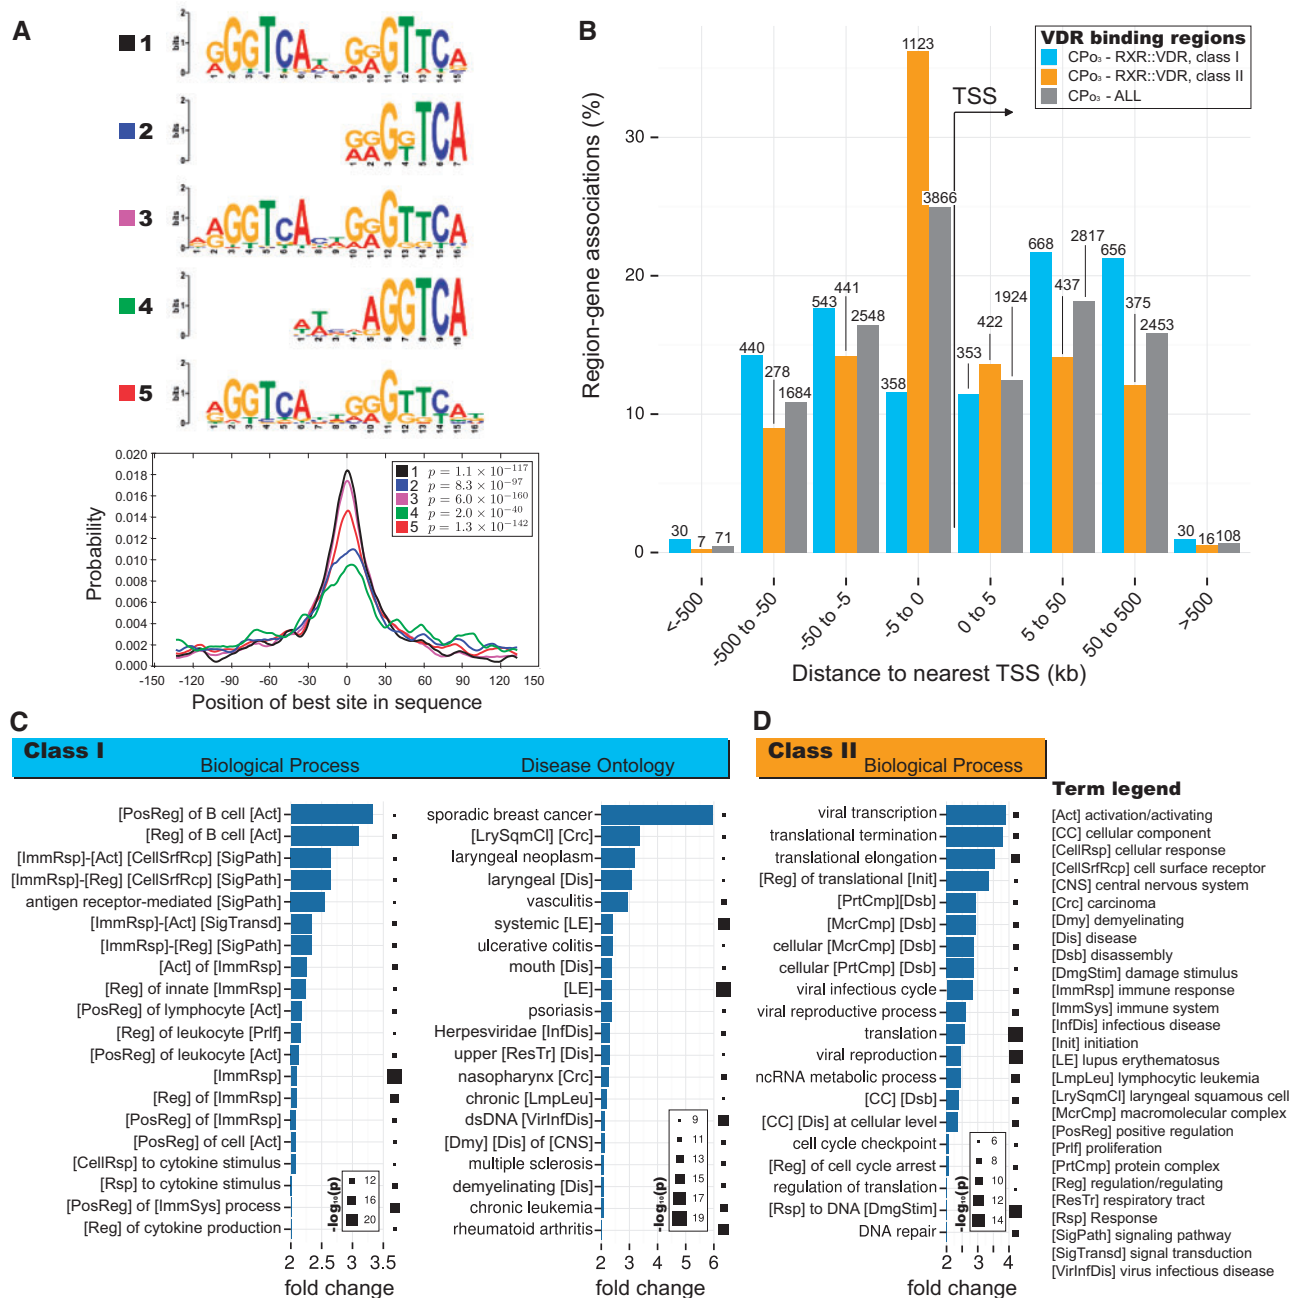 A
1
2
3
4
5
bits
Probability
0.020
0.018
0.016
0.014
0.012
0.010
0.008
0.006
0.004
0.002
0.000
-150 -120 -90 -60 -30 0 30 60 90 120 150
Position of best site in sequence
1 p = 1.1 × 10⁻¹¹⁷
2 p = 8.3 × 10⁻⁹⁷
3 p = 6.0 × 10⁻¹⁶⁰
4 p = 2.0 × 10⁻⁴⁰
5 p = 1.3 × 10⁻¹⁴²
B
VDR binding regions
CPo₃ - RXR::VDR, class I
CPo₃ - RXR::VDR, class II
CPo₃ - ALL
TSS
Region-gene associations (%)
30
20
10
0
30 7 71
440 278 1684
543 441 2548
358 1123 3866
353 422 1924
668 437 2817
656 375 2453
30 16 108
<-500
-500 to -50
-50 to -5
-5 to 0
0 to 5
5 to 50
50 to 500
>500
Distance to nearest TSS (kb)
C
Class I
Biological Process
Disease Ontology
[PosReg] of B cell [Act]
[Reg] of B cell [Act]
[ImmRsp]-[Act] [CellSrfRcp] [SigPath]
[ImmRsp]-[Reg] [CellSrfRcp] [SigPath]
antigen receptor-mediated [SigPath]
[ImmRsp]-[Act] [SigTransd]
[ImmRsp]-[Reg] [SigPath]
[Act] of [ImmRsp]
[Reg] of innate [ImmRsp]
[PosReg] of lymphocyte [Act]
[Reg] of leukocyte [Prlf]
[PosReg] of leukocyte [Act]
[ImmRsp]
[Reg] of [ImmRsp]
[PosReg] of [ImmRsp]
[PosReg] of cell [Act]
[CellRsp] to cytokine stimulus
[Rsp] to cytokine stimulus
[PosReg] of [ImmSys] process
[Reg] of cytokine production
2 2.5 3 3.5
fold change
-log₁₀(p)
12
16
20
sporadic breast cancer
[LrySqmCl] [Crc]
laryngeal neoplasm
laryngeal [Dis]
vasculitis
systemic [LE]
ulcerative colitis
mouth [Dis]
[LE]
psoriasis
Herpesviridae [InfDis]
upper [ResTr] [Dis]
nasopharynx [Crc]
chronic [LmpLeu]
dsDNA [VirInfDis]
[Dmy] [Dis] of [CNS]
multiple sclerosis
demyelinating [Dis]
chronic leukemia
rheumatoid arthritis
2 3 4 5 6
fold change
-log₁₀(p)
9
11
13
15
17
19
D
Class II
Biological Process
viral transcription
translational termination
translational elongation
[Reg] of translational [Init]
[PrtCmp][Dsb]
[McrCmp] [Dsb]
cellular [McrCmp] [Dsb]
cellular [PrtCmp] [Dsb]
viral infectious cycle
viral reproductive process
translation
viral reproduction
ncRNA metabolic process
[CC] [Dsb]
[CC] [Dis] at cellular level
cell cycle checkpoint
[Reg] of cell cycle arrest
regulation of translation
[Rsp] to DNA [DmgStim]
DNA repair
2 3 4
fold change
-log₁₀(p)
6
8
10
12
14
Term legend
[Act] activation/activating
[CC] cellular component
[CellRsp] cellular response
[CellSrfRcp] cell surface receptor
[CNS] central nervous system
[Crc] carcinoma
[Dmy] demyelinating
[Dis] disease
[Dsb] disassembly
[DmgStim] damage stimulus
[ImmRsp] immune response
[ImmSys] immune system
[InfDis] infectious disease
[Init] initiation
[LE] lupus erythematosus
[LmpLeu] lymphocytic leukemia
[LrySqmCl] laryngeal squamous cell
[McrCmp] macromolecular complex
[PosReg] positive regulation
[Prlf] proliferation
[PrtCmp] protein complex
[Reg] regulation/regulating
[ResTr] respiratory tract
[Rsp] Response
[SigPath] signaling pathway
[SigTransd] signal transduction
[VirInfDis] virus infectious disease